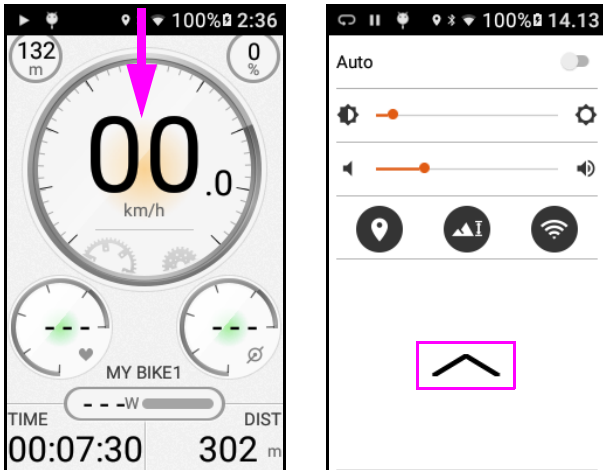 100% 2:36
132
m
0
%
00.0
km/h
---
---
MY BIKE1
---W
TIME
DIST
00:07:30
302 m
100% 14.13
Auto